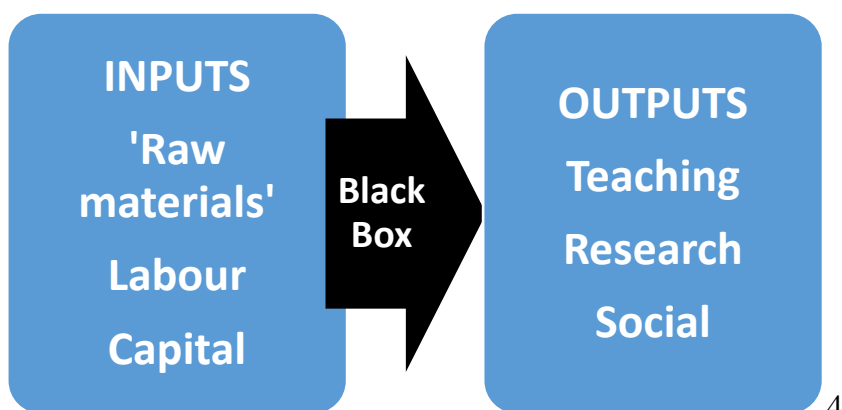 INPUTS
'Raw
materials'
Labour
Capital
Black
Box
OUTPUTS
Teaching
Research
Social
4